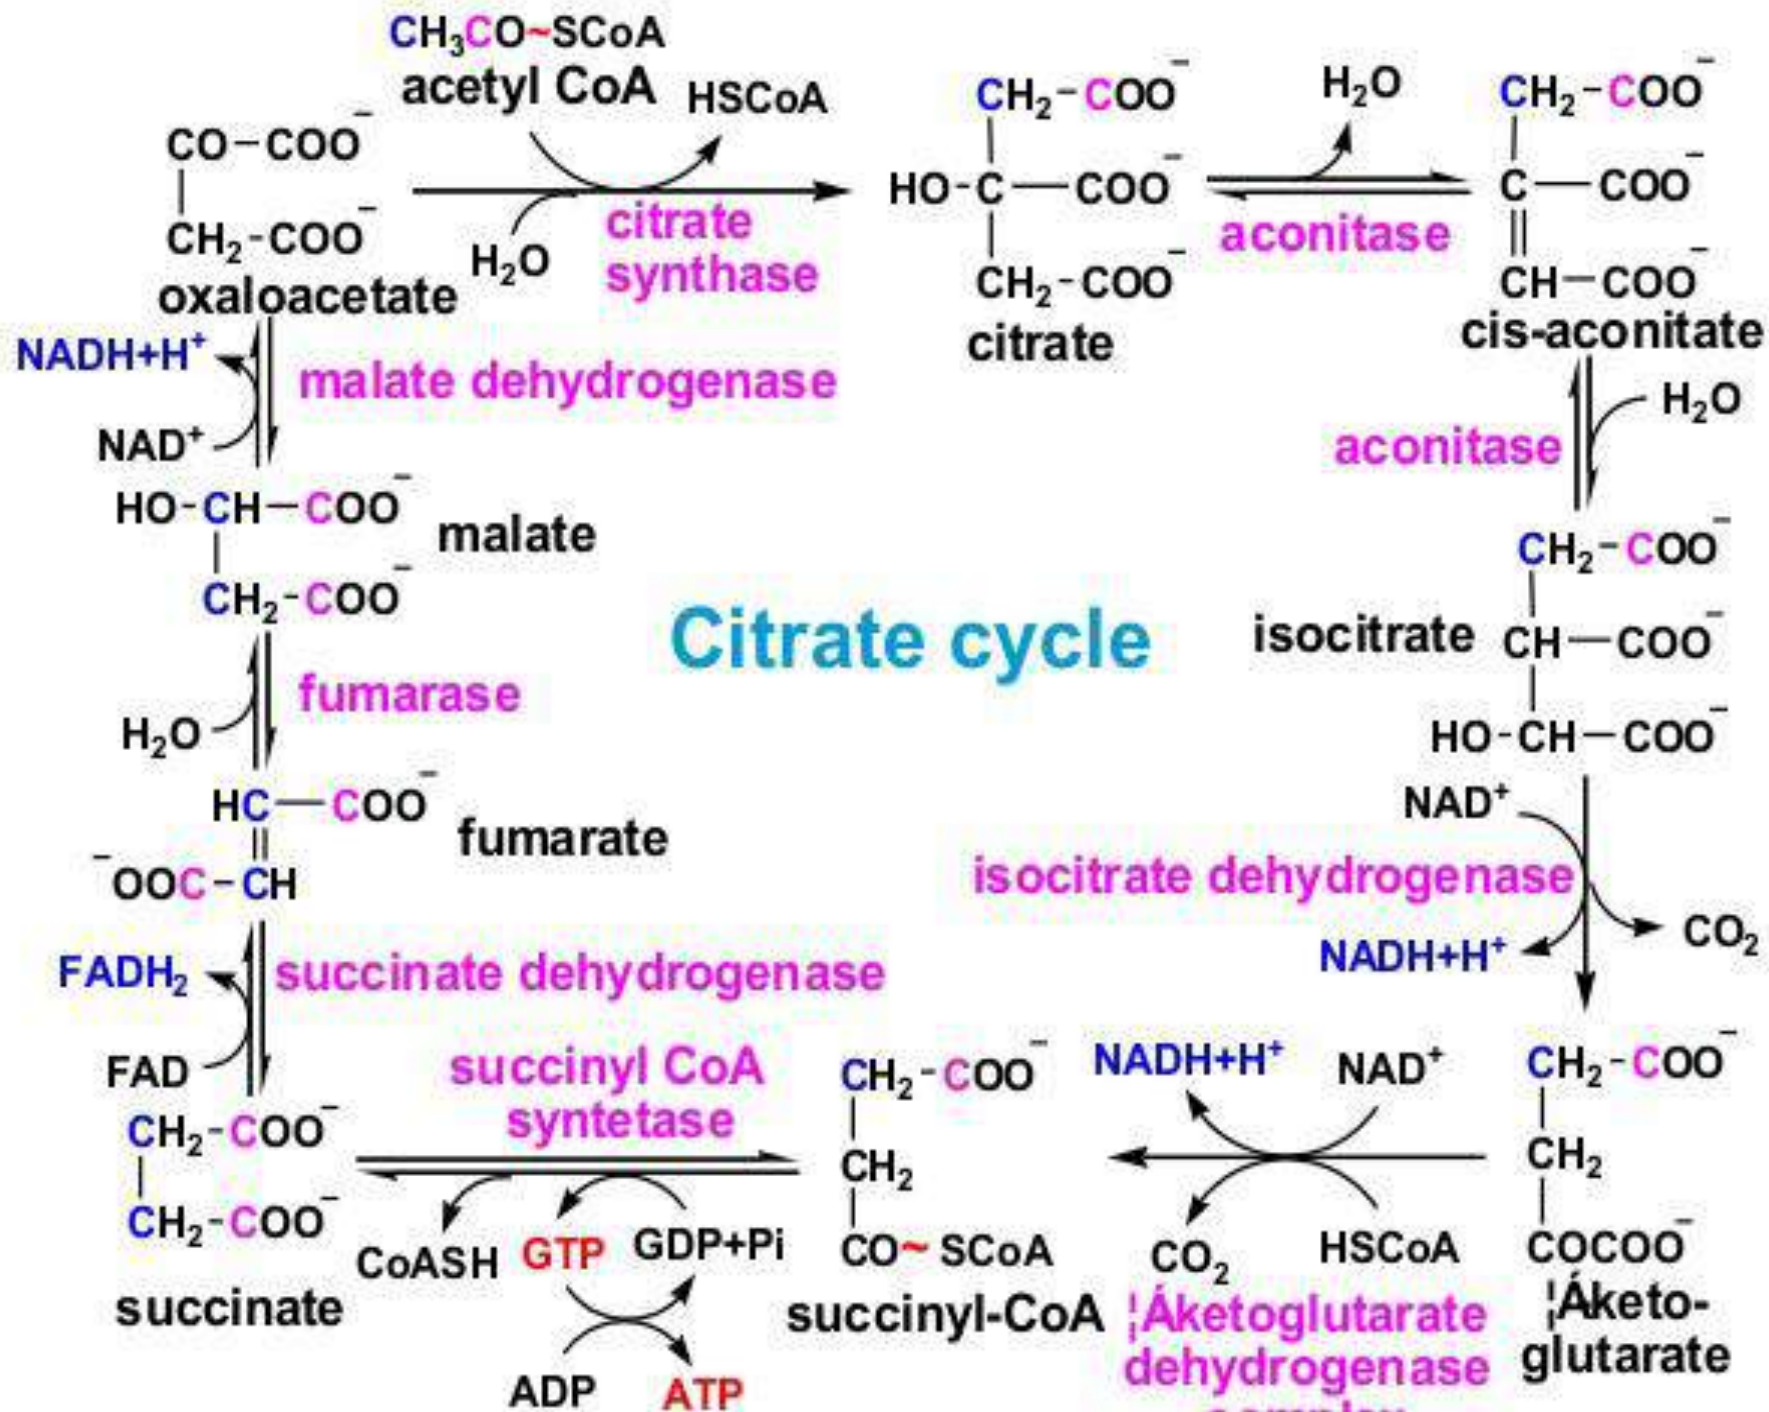 CH₃CO~SCoA
acetyl CoA
HSCoA
CO-COO⁻
CH₂-COO⁻
oxaloacetate
H₂O
citrate
synthase
CH₂-COO⁻
HO-C-COO⁻
CH₂-COO⁻
citrate
H₂O
aconitase
CH₂-COO⁻
C-COO⁻
CH-COO⁻
cis-aconitate
H₂O
aconitase
CH₂-COO⁻
isocitrate
CH-COO⁻
HO-CH-COO⁻
NAD⁺
isocitrate dehydrogenase
NADH+H⁺
CO₂
CH₂-COO⁻
CH₂
COCOO⁻
¦Áketo-
glutarate
NAD⁺
NADH+H⁺
HSCoA
CO₂
¦Áketoglutarate
dehydrogenase
CH₂-COO⁻
CH₂
CO~SCoA
succinyl-CoA
succinyl CoA
syntetase
GDP+Pi
GTP
CoASH
ADP
ATP
CH₂-COO⁻
CH₂-COO⁻
succinate
FAD
FADH₂
succinate dehydrogenase
HC-COO⁻
⁻OOC-CH
fumarate
H₂O
fumarase
HO-CH-COO⁻
CH₂-COO⁻
malate
NAD⁺
NADH+H⁺
malate dehydrogenase
Citrate cycle